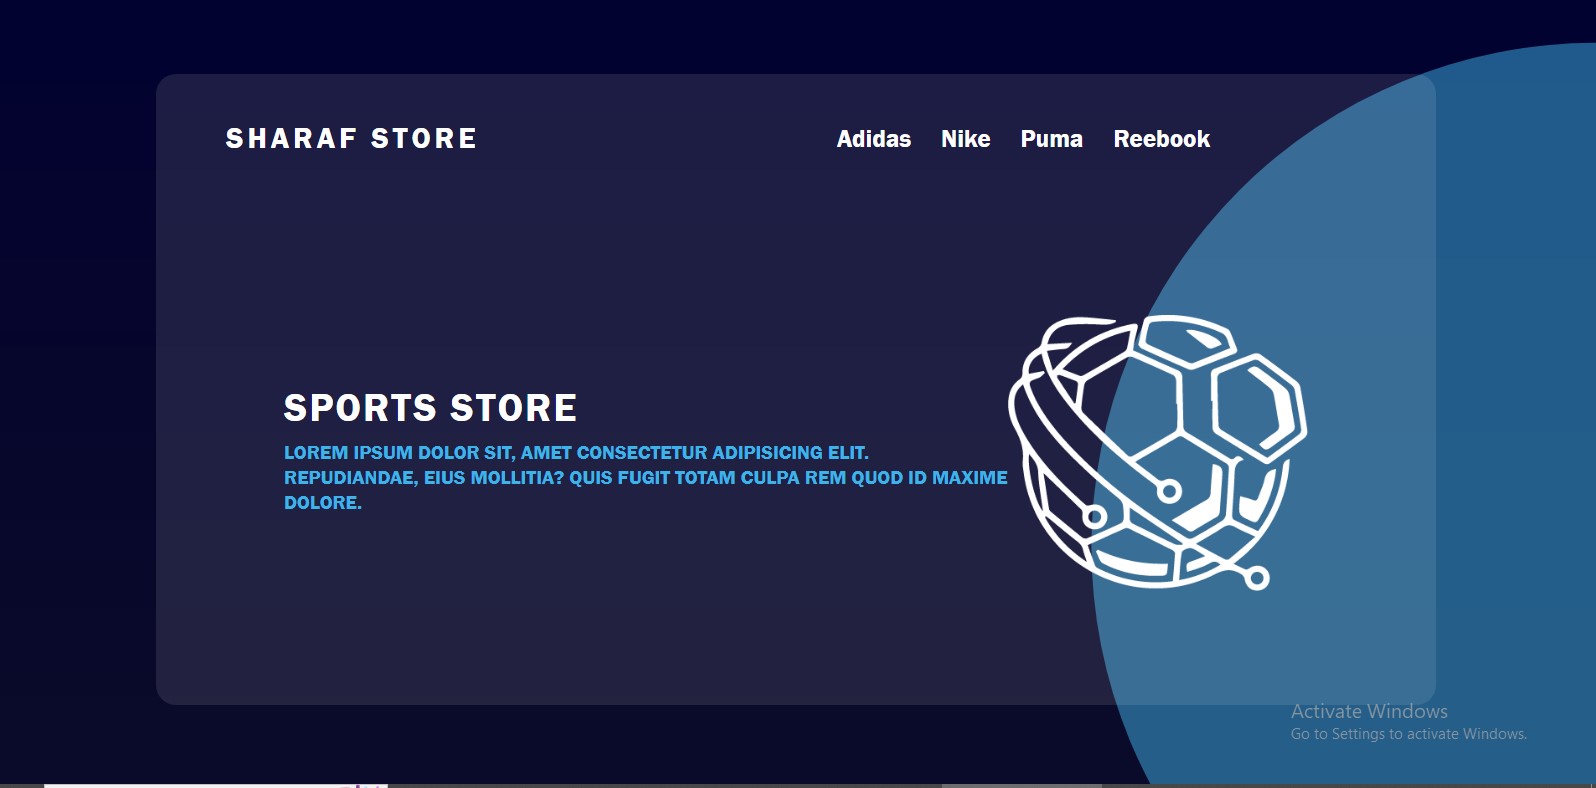 SHARAF STORE
Adidas Nike Puma Reebook
SPORTS STORE
LOREM IPSUM DOLOR SIT, AMET CONSECTETUR ADIPISICING ELIT.
REPUDIANDAE, EIUS MOLLITIA? QUIS FUGIT TOTAM CULPA REM QUOD ID MAXIME
DOLORE.
Activate Windows
Go to Settings to activate Windows.